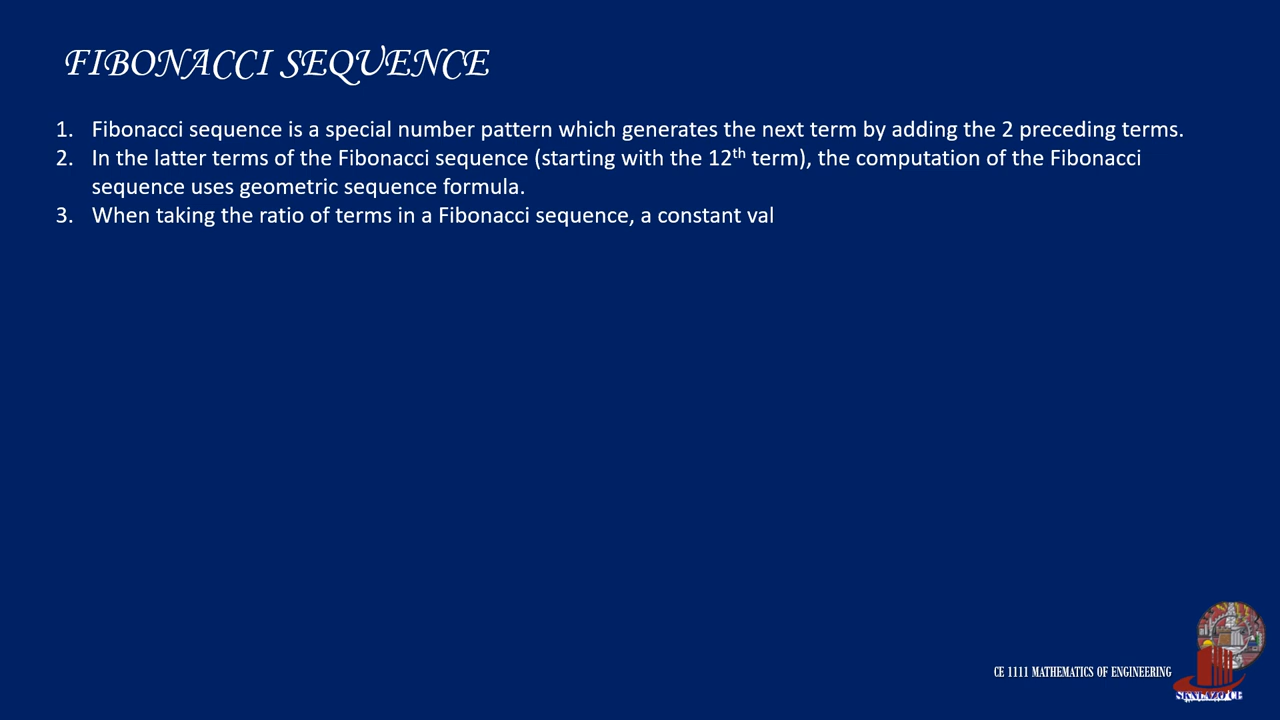 FIBONACCI SEQUENCE
1. Fibonacci sequence is a special number pattern which generates the next term by adding the 2 preceding terms.
2. In the latter terms of the Fibonacci sequence (starting with the 12th term), the computation of the Fibonacci
sequence uses geometric sequence formula.
3. When taking the ratio of terms in a Fibonacci sequence, a constant val
CE 1111 MATHEMATICS OF ENGINEERING